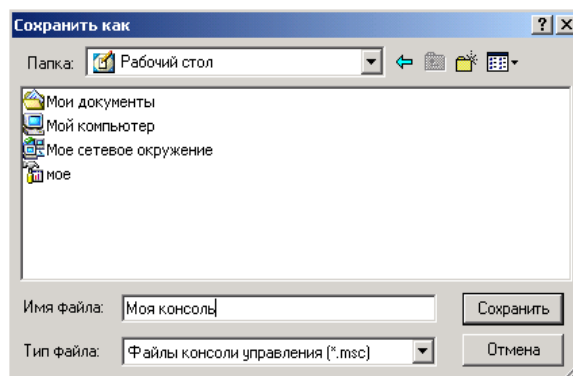 Сохранить как
Папка: Рабочий стол
Мои документы
Мой компьютер
Мое сетевое окружение
мое
Имя файла: Моя консоль Сохранить
Тип файла: Файлы консоли управления (*.msc) Отмена